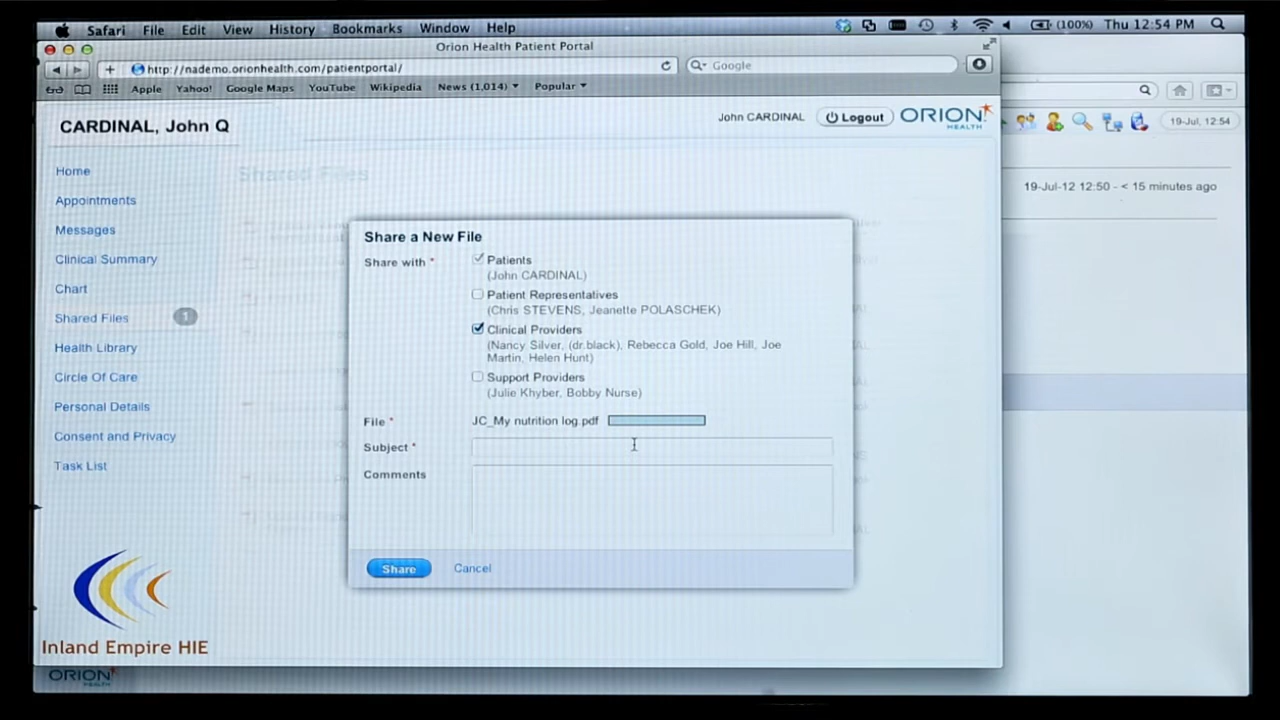 Safari File Edit View History Bookmarks Window Help (100%) Thu 12:54 PM
Orion Health Patient Portal
http://nademo.orionhealth.com/patientportal/ Google
Apple Yahoo! Google Maps YouTube Wikipedia News (1,014) Popular
CARDINAL, John Q
John CARDINAL Logout ORION HEALTH
19-Jul, 12:54
19-Jul-12 12:50 - < 15 minutes ago
Home
Appointments
Messages
Clinical Summary
Chart
Shared Files 1
Health Library
Circle Of Care
Personal Details
Consent and Privacy
Task List
Inland Empire HIE
ORION HEALTH
Shared Files
Share a New File
Share with * Patients
(John CARDINAL)
Patient Representatives
(Chris STEVENS, Jeanette POLASCHEK)
Clinical Providers
(Nancy Silver, (dr.black), Rebecca Gold, Joe Hill, Joe
Martin, Helen Hunt)
Support Providers
(Julie Khyber, Bobby Nurse)
File * JC_My nutrition log.pdf
Subject *
Comments
Share Cancel